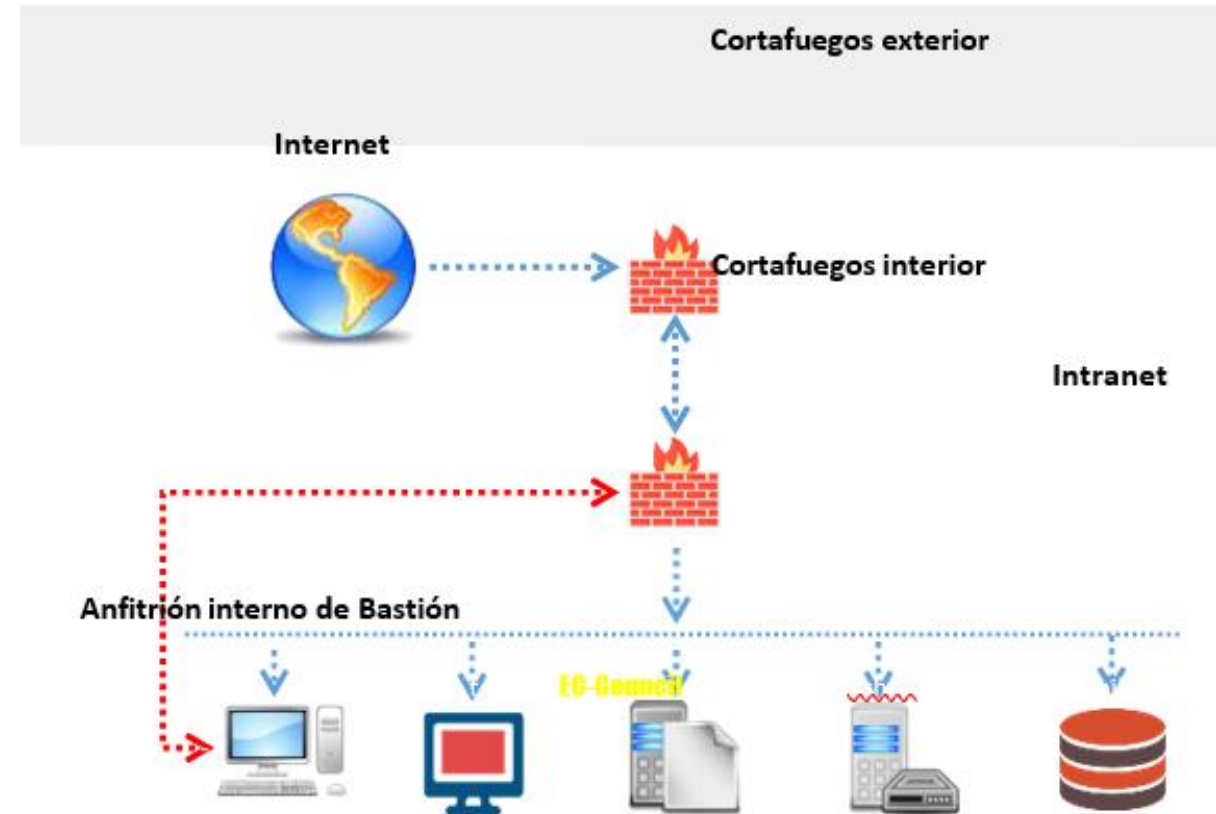 Cortafuegos exterior
Internet
Cortafuegos interior
Intranet
Anfitrión interno de Bastión
EC-Council